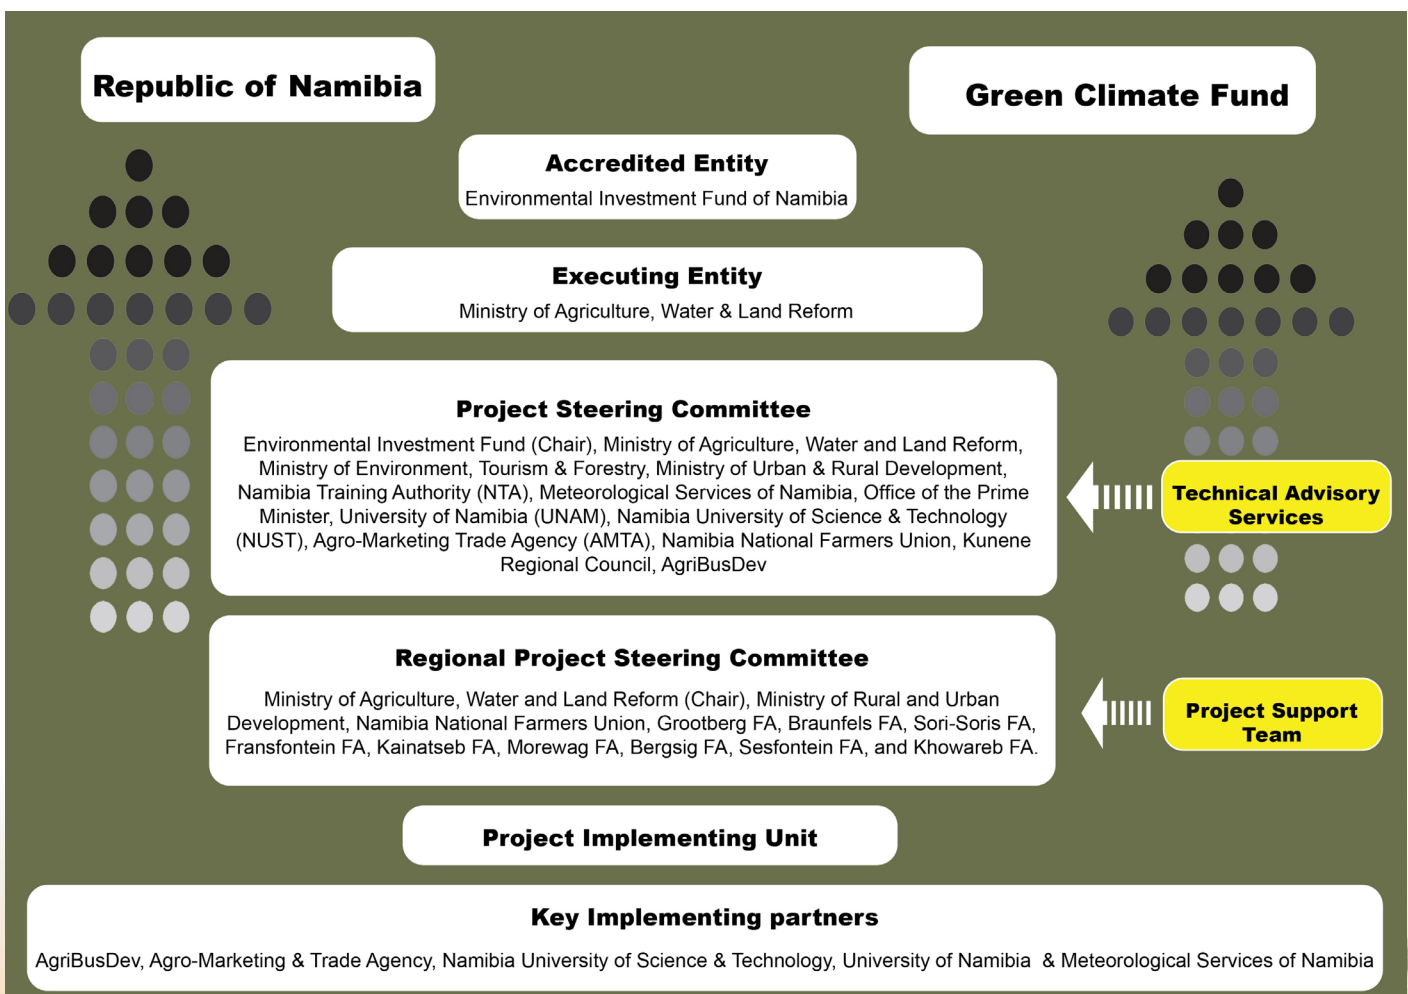 Republic of Namibia
Green Climate Fund
Accredited Entity
Environmental Investment Fund of Namibia
Executing Entity
Ministry of Agriculture, Water & Land Reform
Project Steering Committee
Environmental Investment Fund (Chair), Ministry of Agriculture, Water and Land Reform,
Ministry of Environment, Tourism & Forestry, Ministry of Urban & Rural Development,
Namibia Training Authority (NTA), Meteorological Services of Namibia, Office of the Prime
Minister, University of Namibia (UNAM), Namibia University of Science & Technology
(NUST), Agro-Marketing Trade Agency (AMTA), Namibia National Farmers Union, Kunene
Regional Council, AgriBusDev
Technical Advisory
Services
Regional Project Steering Committee
Ministry of Agriculture, Water and Land Reform (Chair), Ministry of Rural and Urban
Development, Namibia National Farmers Union, Grootberg FA, Braunfels FA, Sori-Soris FA,
Fransfontein FA, Kainatseb FA, Morewag FA, Bergsig FA, Sesfontein FA, and Khowareb FA.
Project Support
Team
Project Implementing Unit
Key Implementing partners
AgriBusDev, Agro-Marketing & Trade Agency, Namibia University of Science & Technology, University of Namibia & Meteorological Services of Namibia